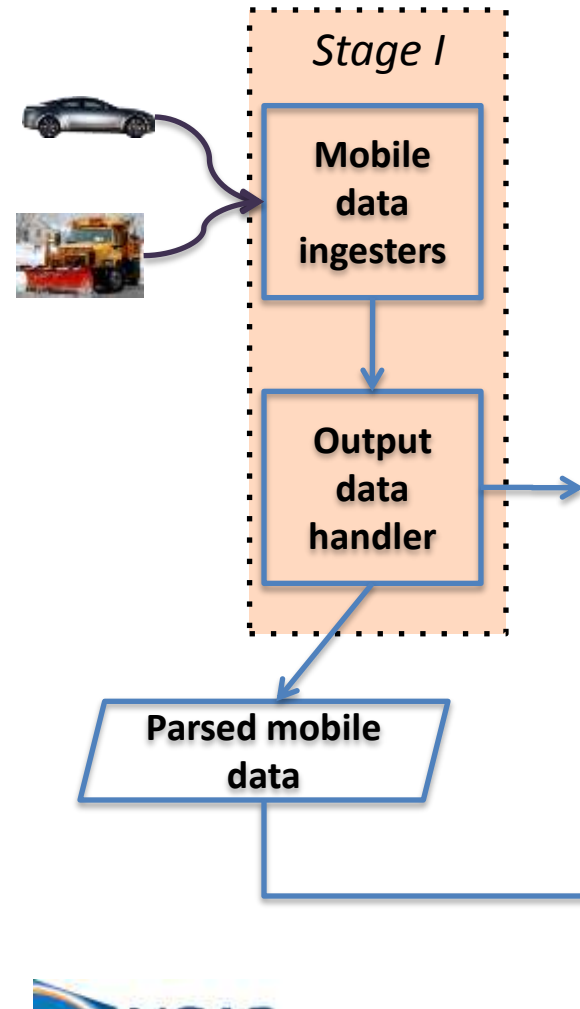 Stage I
Mobile
data
ingesters
Output
data
handler
Parsed mobile
data